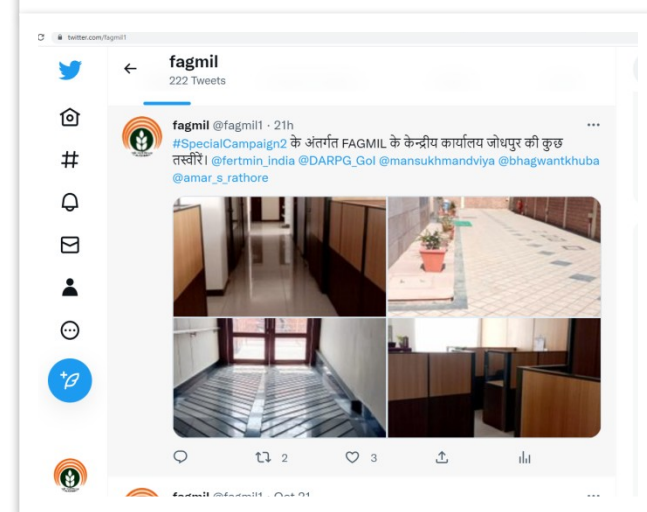 twitter.com/fagmil1
fagmil
222 Tweets
fagmil @fagmil1 · 21h
#SpecialCampaign2 के अंतर्गत FAGMIL के केन्द्रीय कार्यालय जोधपुर की कुछ
तस्वीरें। @fertmin_india @DARPG_GoI @mansukhmandviya @bhagwantkhuba
@amar_s_rathore
2
3
fagmil @fagmil1 · Oct 21